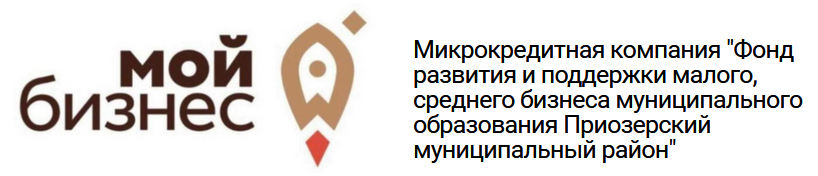 мой
бизнес
Микрокредитная компания "Фонд
развития и поддержки малого,
среднего бизнеса муниципального
образования Приозерский
муниципальный район"